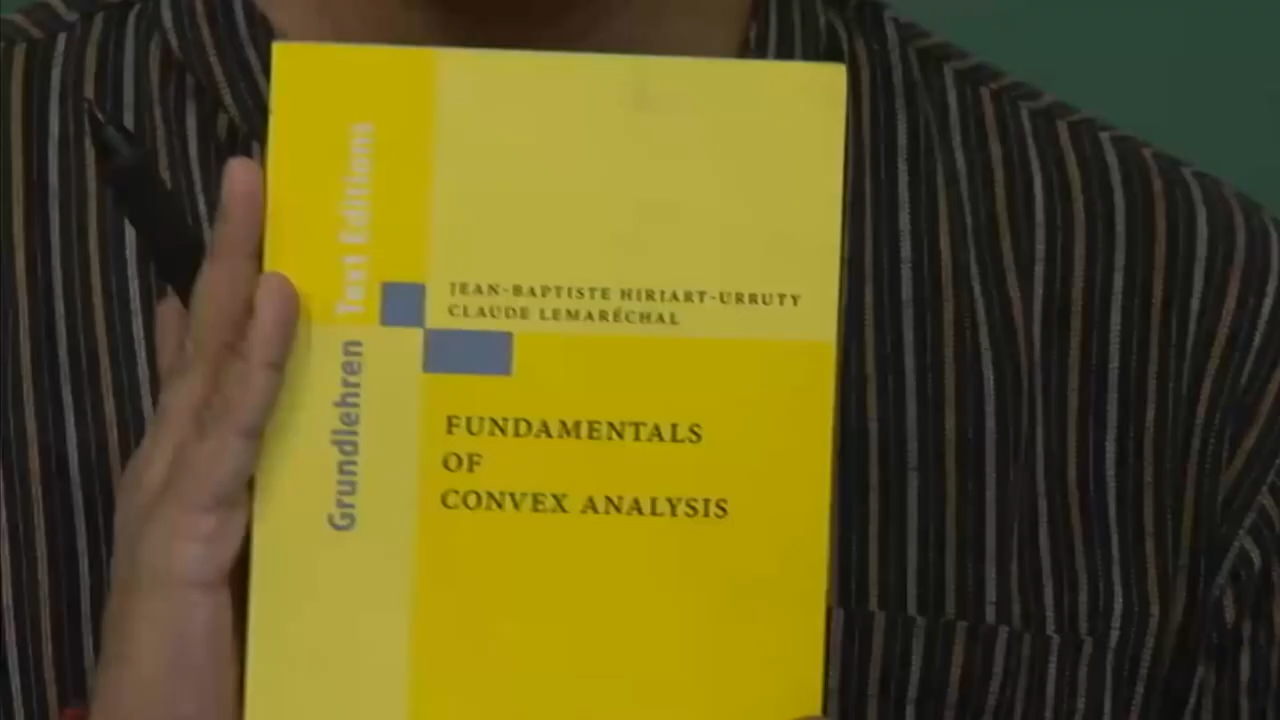 Grundlehren Text Editions
JEAN-BAPTISTE HIRIART-URRUTY
CLAUDE LEMARÉCHAL
FUNDAMENTALS
OF
CONVEX ANALYSIS